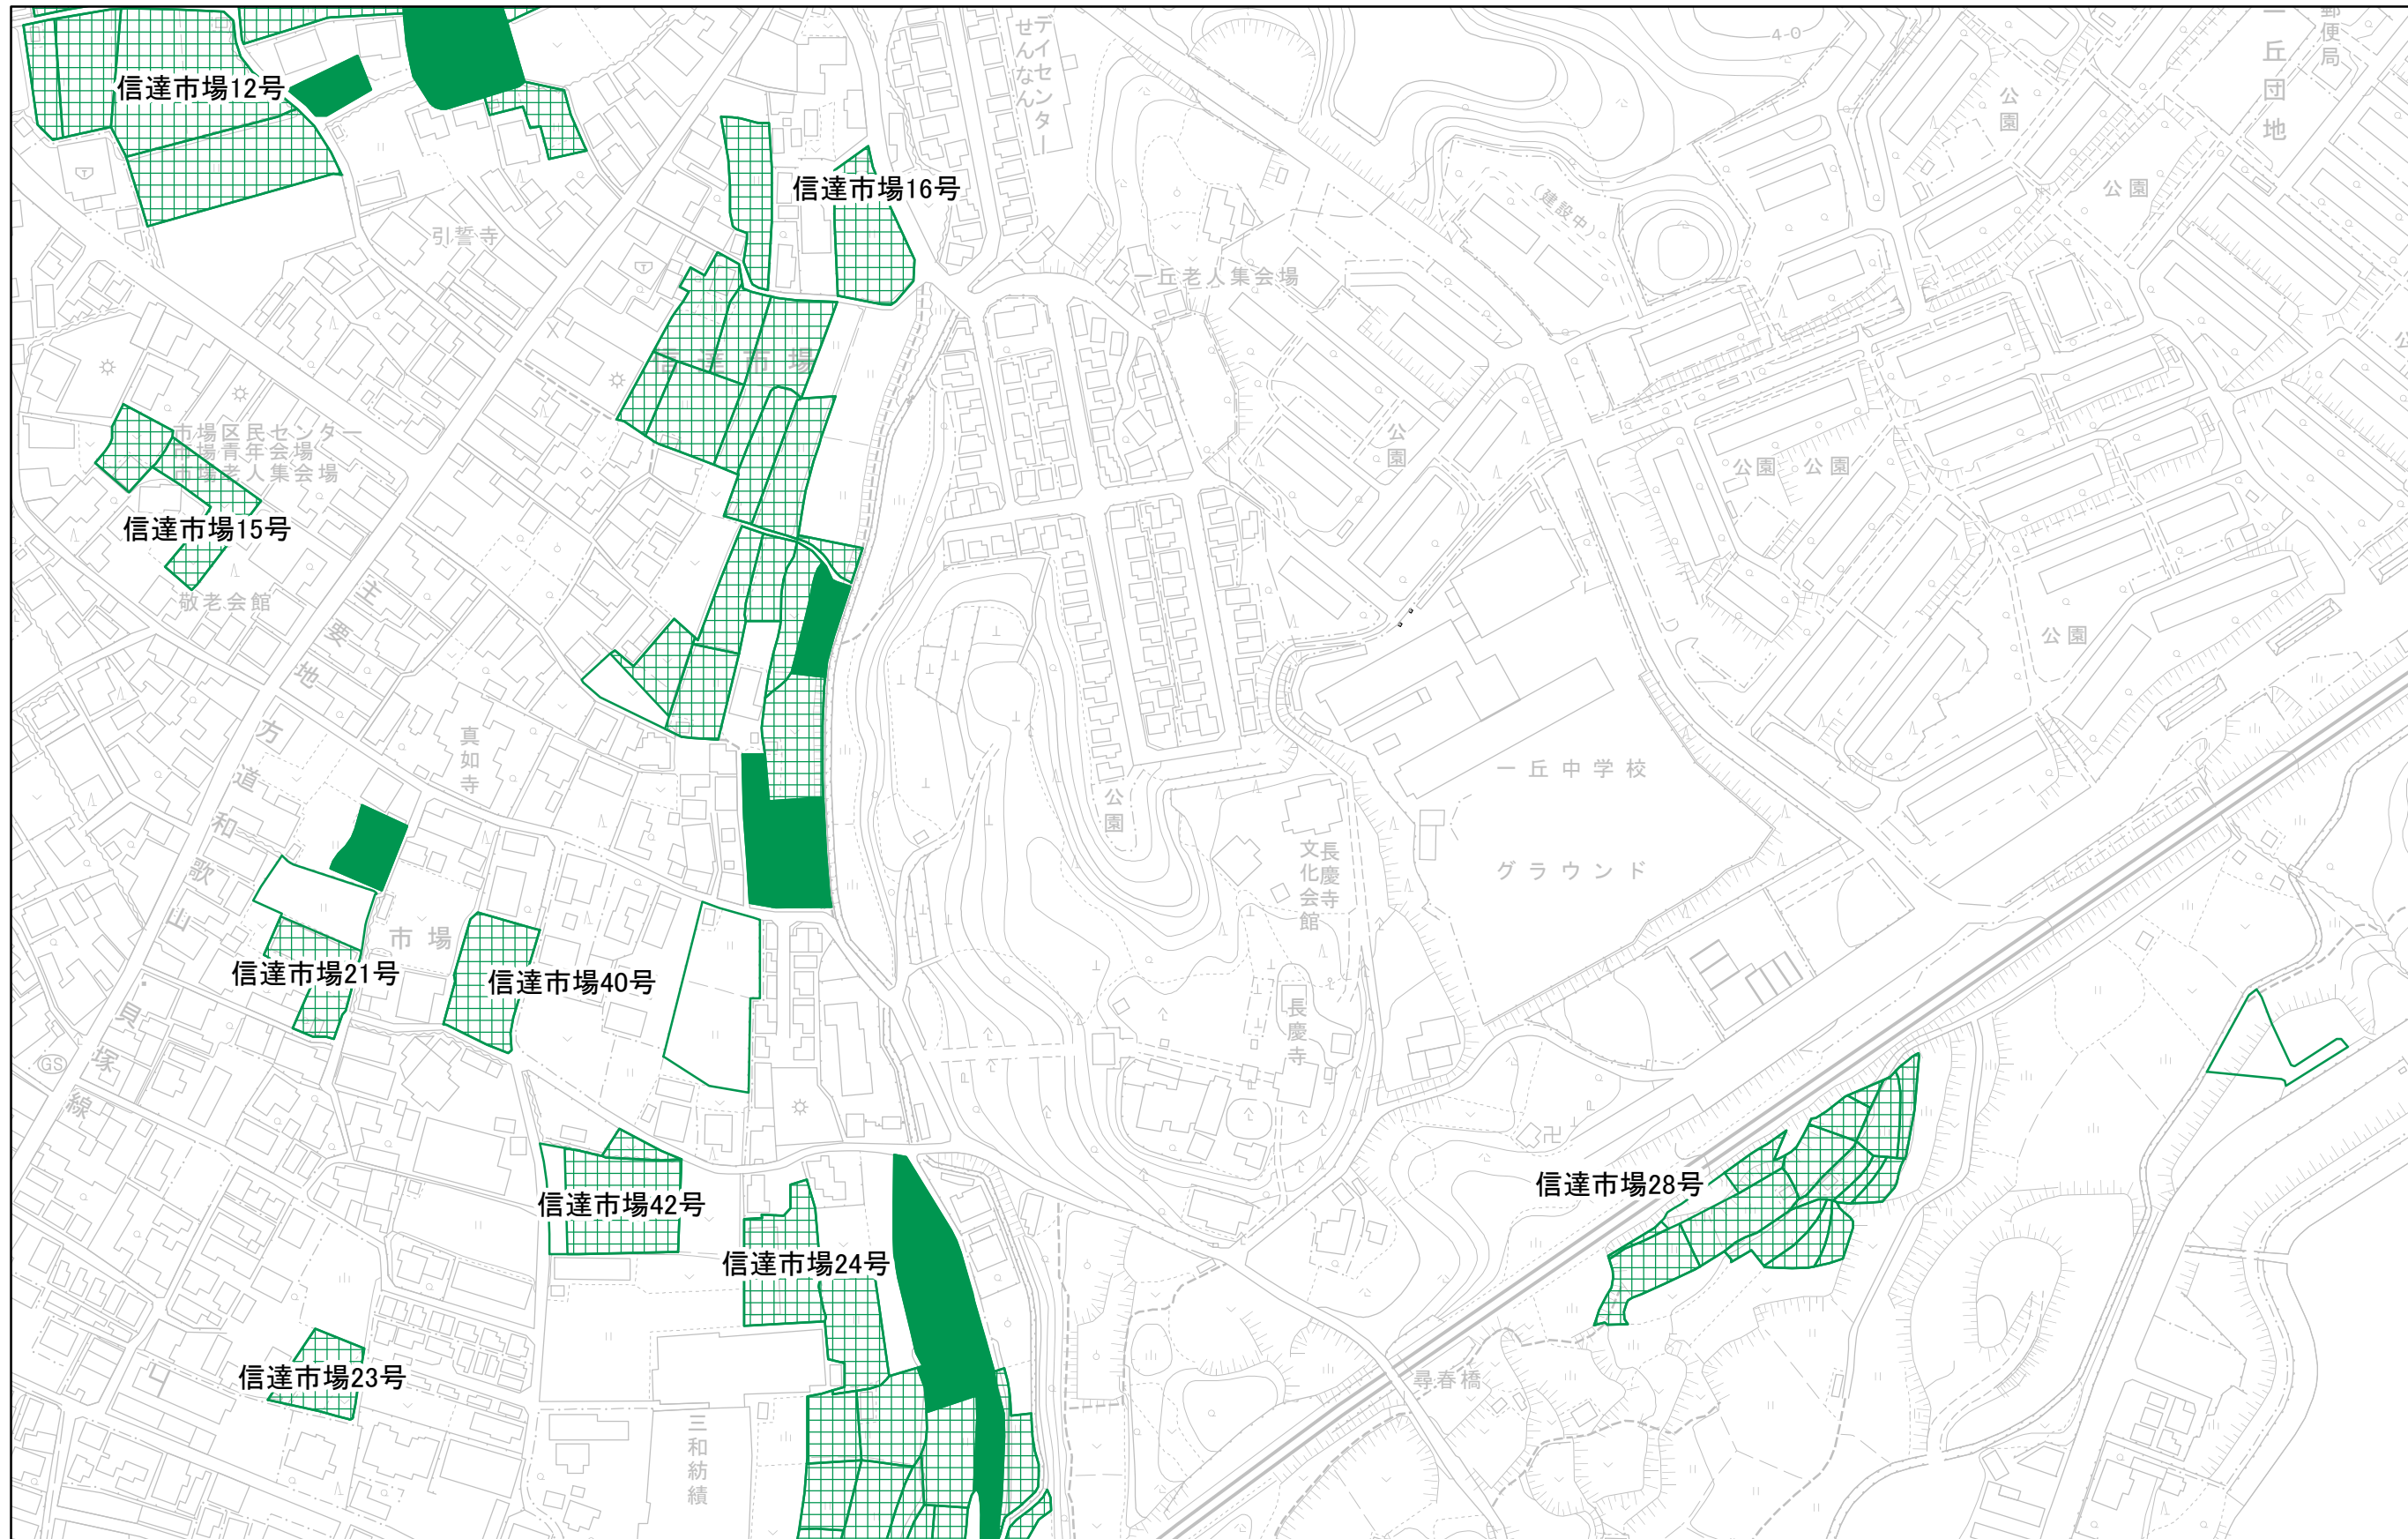 信達市場12号
引誓寺
デイセンター
せんなん
信達市場16号
4-0
郵便局
一丘団地
公園
公園
建設中
一丘老人集会場
信達市場
市場区民センター
市場青年会場
市場老人集会場
信達市場15号
敬老会館
公園
公園
公園
公園
主要地方道和歌山貝塚線
真如寺
一丘中学校
グラウンド
公園
長慶寺
文化会館
市場
信達市場21号
信達市場40号
長慶寺
GS
信達市場42号
信達市場28号
信達市場24号
信達市場23号
尋春橋
三和紡績